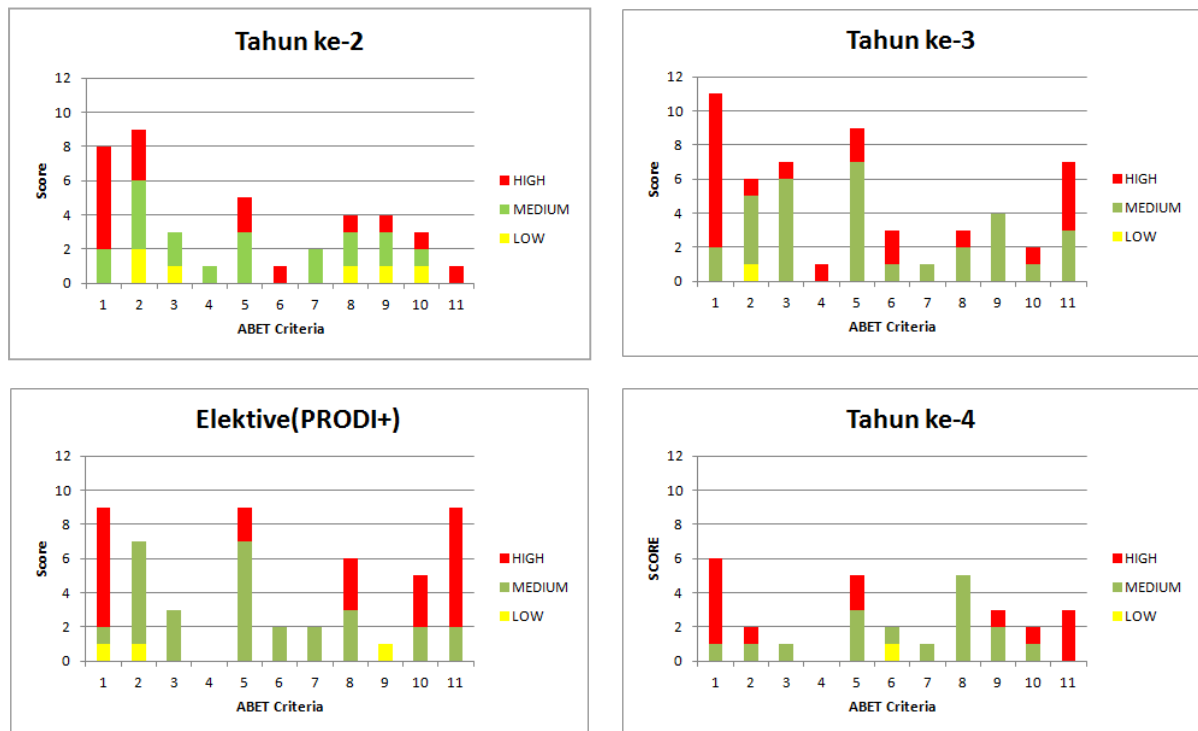 Tahun ke-2
12
10
8
6
4
2
0
Score
1 2 3 4 5 6 7 8 9 10 11
ABET Criteria
HIGH
MEDIUM
LOW
Tahun ke-3
12
10
8
6
4
2
0
Score
1 2 3 4 5 6 7 8 9 10 11
ABET Criteria
HIGH
MEDIUM
LOW
Elektive(PRODI+)
12
10
8
6
4
2
0
Score
1 2 3 4 5 6 7 8 9 10 11
ABET Criteria
HIGH
MEDIUM
LOW
Tahun ke-4
12
10
8
6
4
2
0
SCORE
1 2 3 4 5 6 7 8 9 10 11
ABET Criteria
HIGH
MEDIUM
LOW